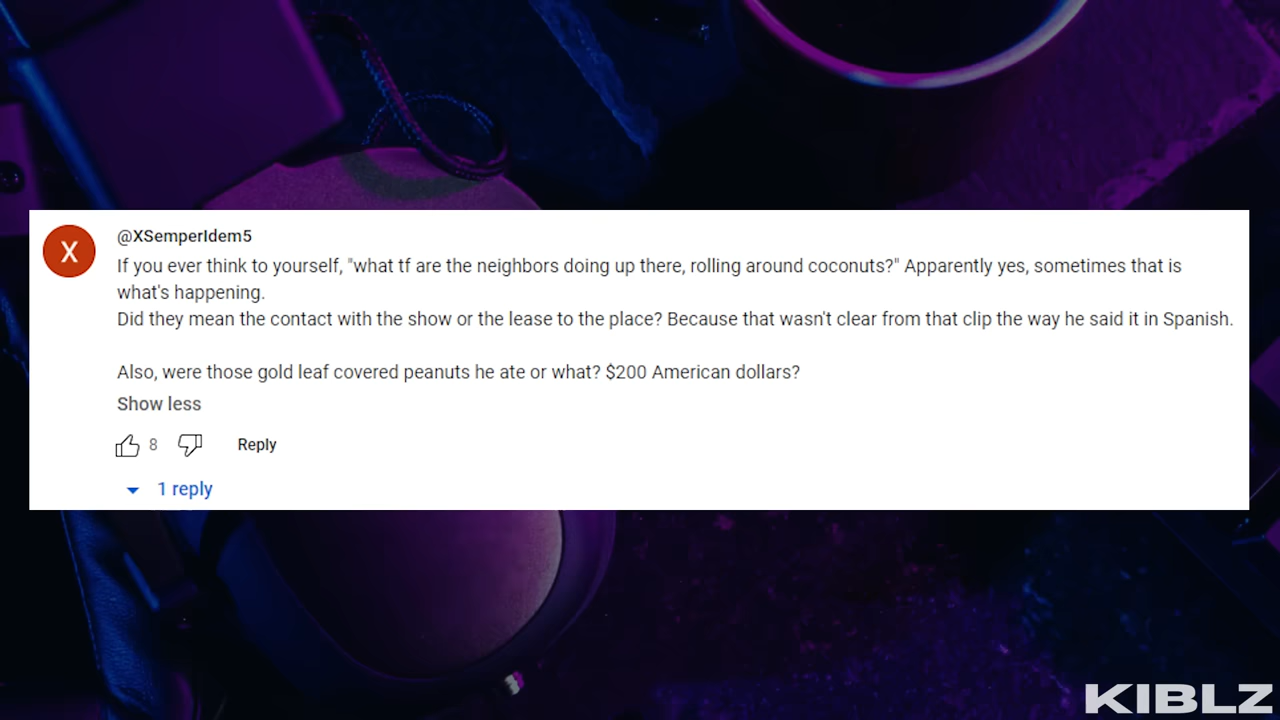 X
@XSemperIdem5
If you ever think to yourself, "what tf are the neighbors doing up there, rolling around coconuts?" Apparently yes, sometimes that is
what's happening.
Did they mean the contact with the show or the lease to the place? Because that wasn't clear from that clip the way he said it in Spanish.
Also, were those gold leaf covered peanuts he ate or what? $200 American dollars?
Show less
8 Reply
1 reply
KIBLZ